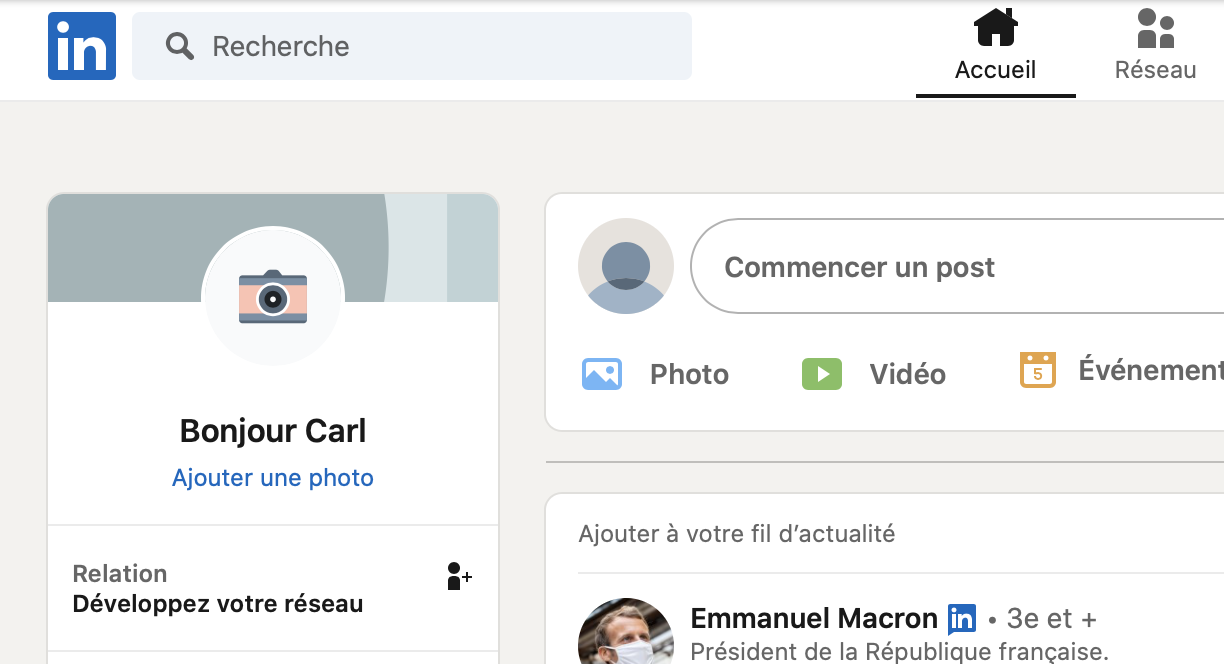 in
Recherche
Accueil
Réseau
Commencer un post
Photo
Vidéo
5
Événement
Bonjour Carl
Ajouter une photo
Relation
Développez votre réseau
Ajouter à votre fil d’actualité
Emmanuel Macron in • 3e et +
Président de la République française.